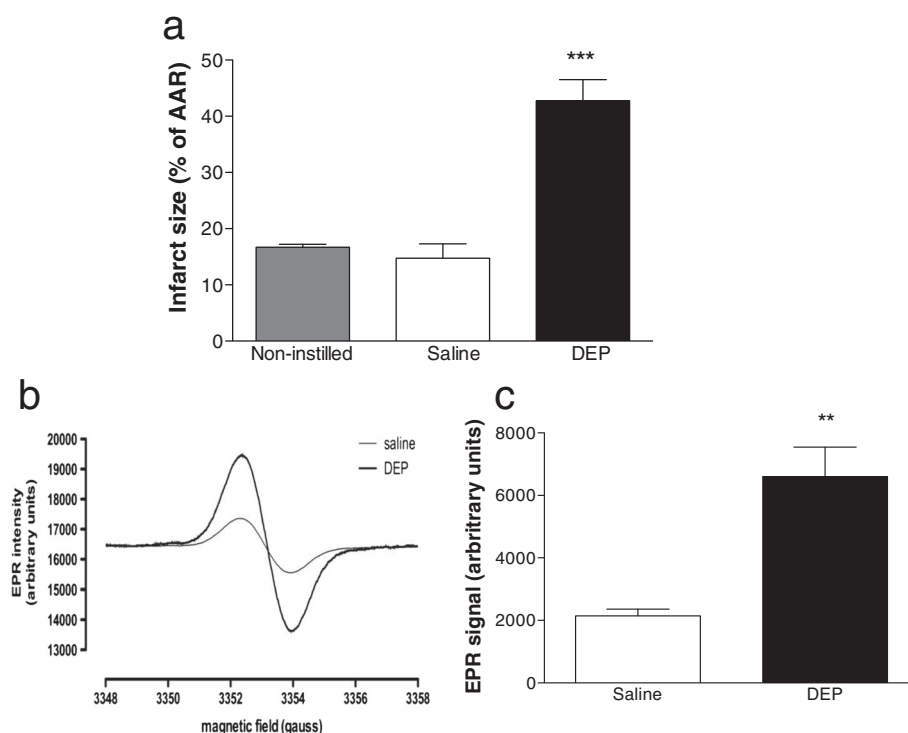 a
Infarct size (% of AAR)
50
40
30
20
10
0
***
Non-instilled Saline DEP
b
EPR intensity
(arbitrary units)
20000
19000
18000
17000
16000
15000
14000
13000
saline
DEP
3348 3350 3352 3354 3356 3358
magnetic field (gauss)
c
EPR signal (arbritrary units)
8000
6000
4000
2000
0
**
Saline DEP